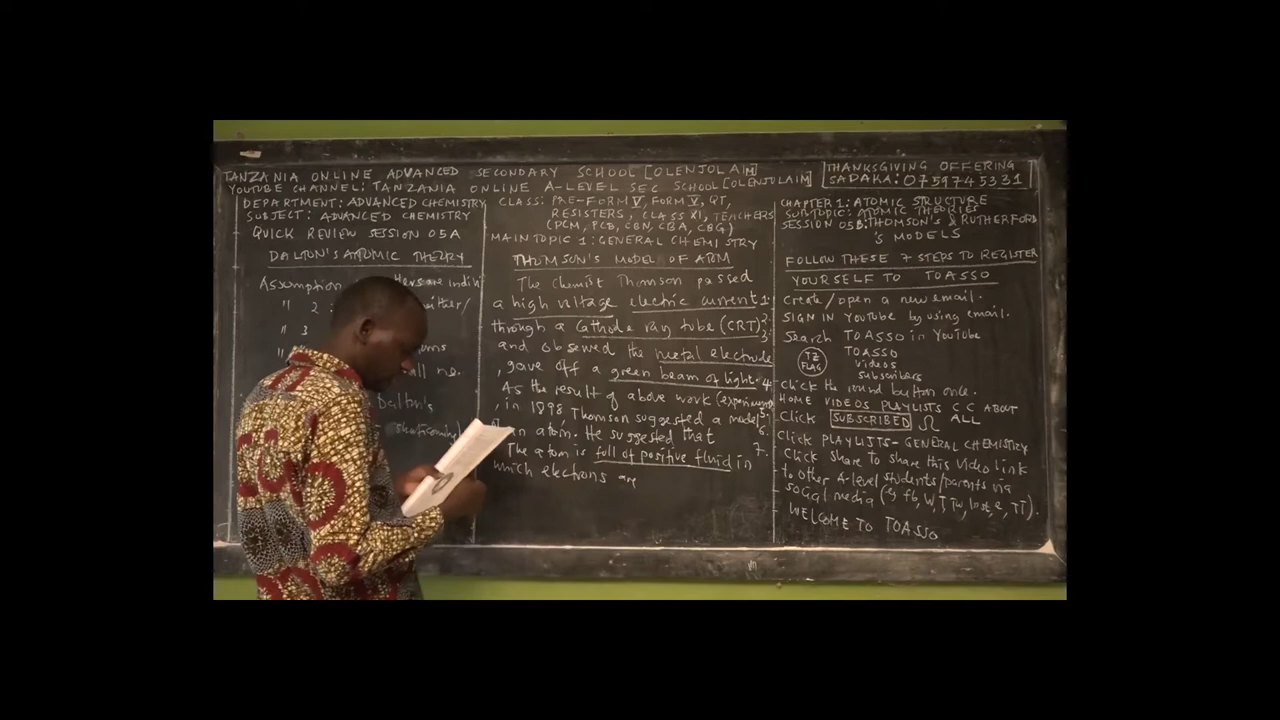 TANZANIA ONLINE ADVANCED SECONDARY SCHOOL [OLENJOLAIM]
YOUTUBE CHANNEL: TANZANIA ONLINE A-LEVEL SEC SCHOOL [OLENJOLAIM]
THANKSGIVING OFFERING
SADAKA: 0759745331
DEPARTMENT: ADVANCED CHEMISTRY
SUBJECT: ADVANCED CHEMISTRY
QUICK REVIEW SESSION 05A
DALTON'S ATOMIC THEORY
Assumption
" 2
" 3
"
Dalton's
CLASS: PRE-FORM V, FORM V, QT,
RESISTERS, CLASS XI, TEACHERS
(PCM, PCB, CBN, CBA, CBG)
MAIN TOPIC 1: GENERAL CHEMISTRY
THOMSON'S MODEL OF ATOM
The Chemist Thomson passed
a high voltage electric current
through a Cathode ray tube (CRT)
and observed the metal electrode
, gave off a green beam of light.
As the result of above work (experiment
, in 1898, Thomson suggested a model
an atom. He suggested that
The atom is full of positive fluid in
which electrons are
CHAPTER 1: ATOMIC STRUCTURE
SUBTOPIC: ATOMIC THEORIES
SESSION 05B: THOMSON'S & RUTHERFORD
'S MODELS
FOLLOW THESE 7 STEPS TO REGISTER
YOURSELF TO TOASSO
1. Create/open a new email.
2. SIGN IN YOUTUBE by using email.
3. Search TOASSO in YouTube
TZ FLAG
TOASSO
videos
subscribers
4. Click the round button once.
HOME VIDEOS PLAYLISTS C C ABOUT
5. Click SUBSCRIBED ALL
6. Click PLAYLISTS - GENERAL CHEMISTRY
7. Click share to share this video link
to other A-level students/parents via
social media (eg fb, W, T, Tw, Inst, e, TT).
WELCOME TO TOASSO